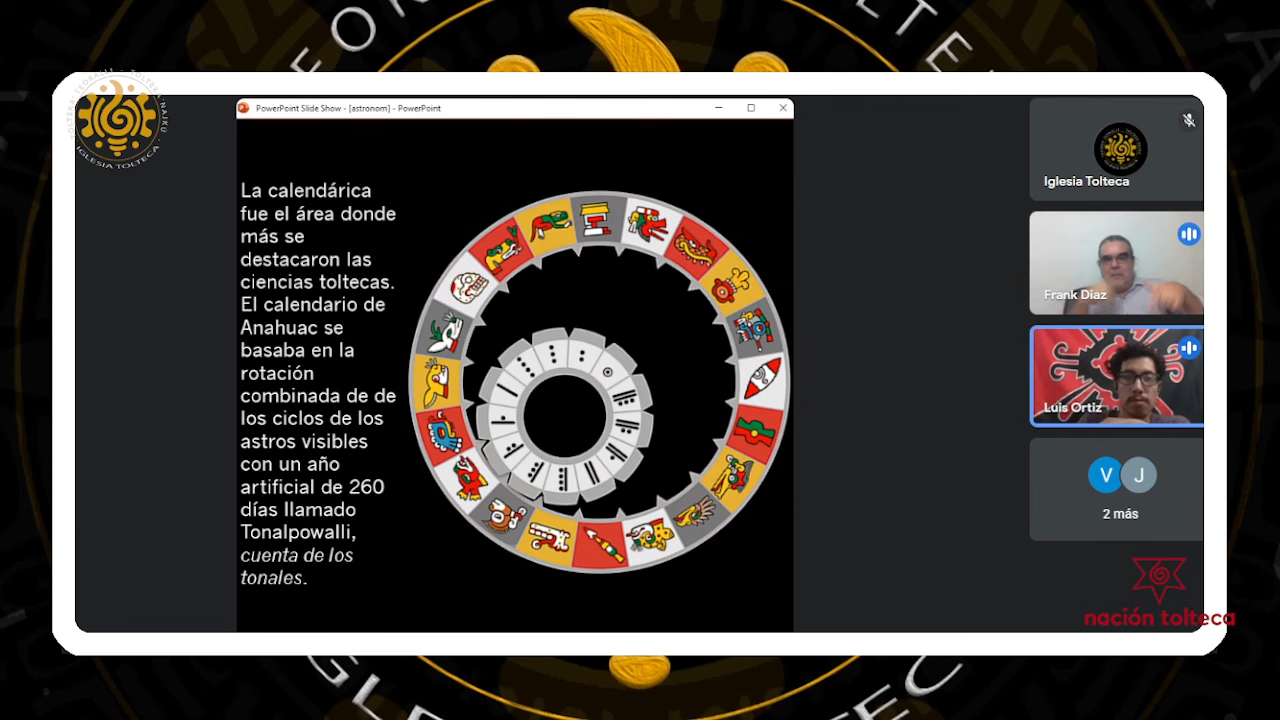 PowerPoint Slide Show - [astronom] - PowerPoint
La calendárica
fue el área donde
más se
destacaron las
ciencias toltecas.
El calendario de
Anahuac se
basaba en la
rotación
combinada de de
los ciclos de los
astros visibles
con un año
artificial de 260
días llamado
Tonalpowalli,
cuenta de los
tonales.
Iglesia Tolteca
Frank Diaz
Luis Ortiz
V J
2 más
nación tolteca
IGLESIA TOLTECA